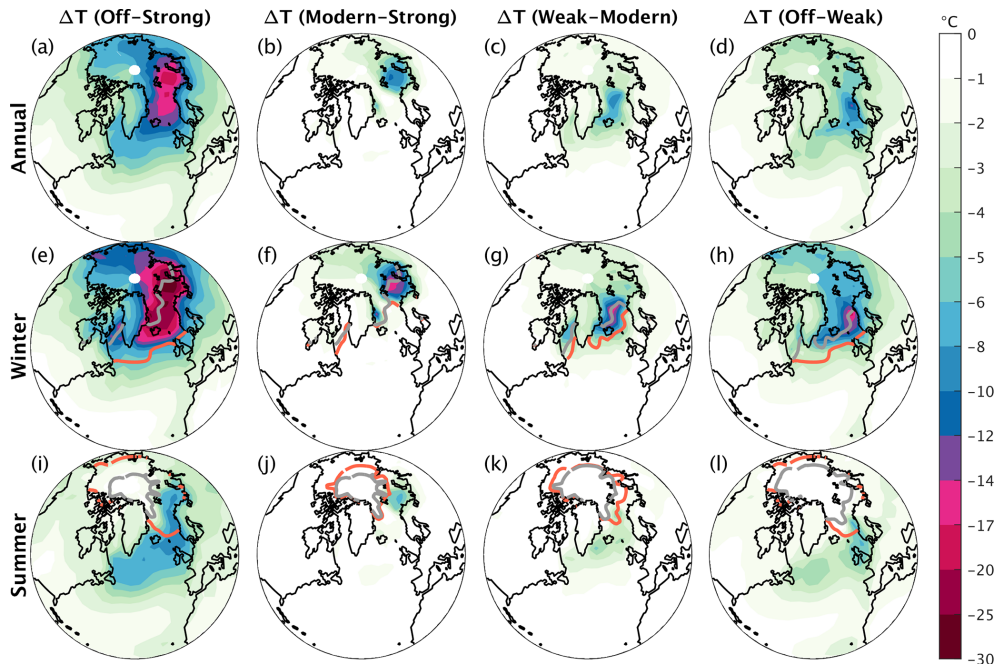 ΔT (Off-Strong) ΔT (Modern-Strong) ΔT (Weak-Modern) ΔT (Off-Weak)
°C
(a) (b) (c) (d)
Annual
(e) (f) (g) (h)
Winter
(i) (j) (k) (l)
Summer
0
-1
-2
-3
-4
-5
-6
-8
-10
-12
-14
-17
-20
-25
-30